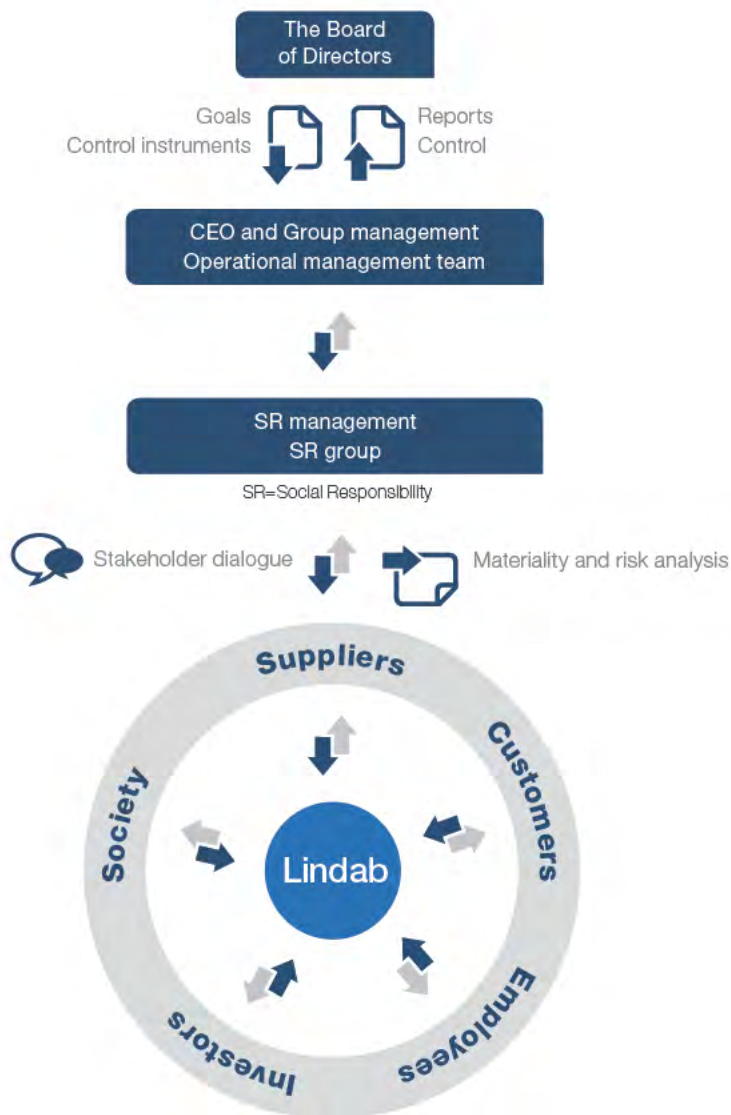 The Board
of Directors
Goals
Control instruments
Reports
Control
CEO and Group management
Operational management team
SR management
SR group
SR=Social Responsibility
Stakeholder dialogue
Materiality and risk analysis
Suppliers
Customers
Society
Lindab
Employees
Investors